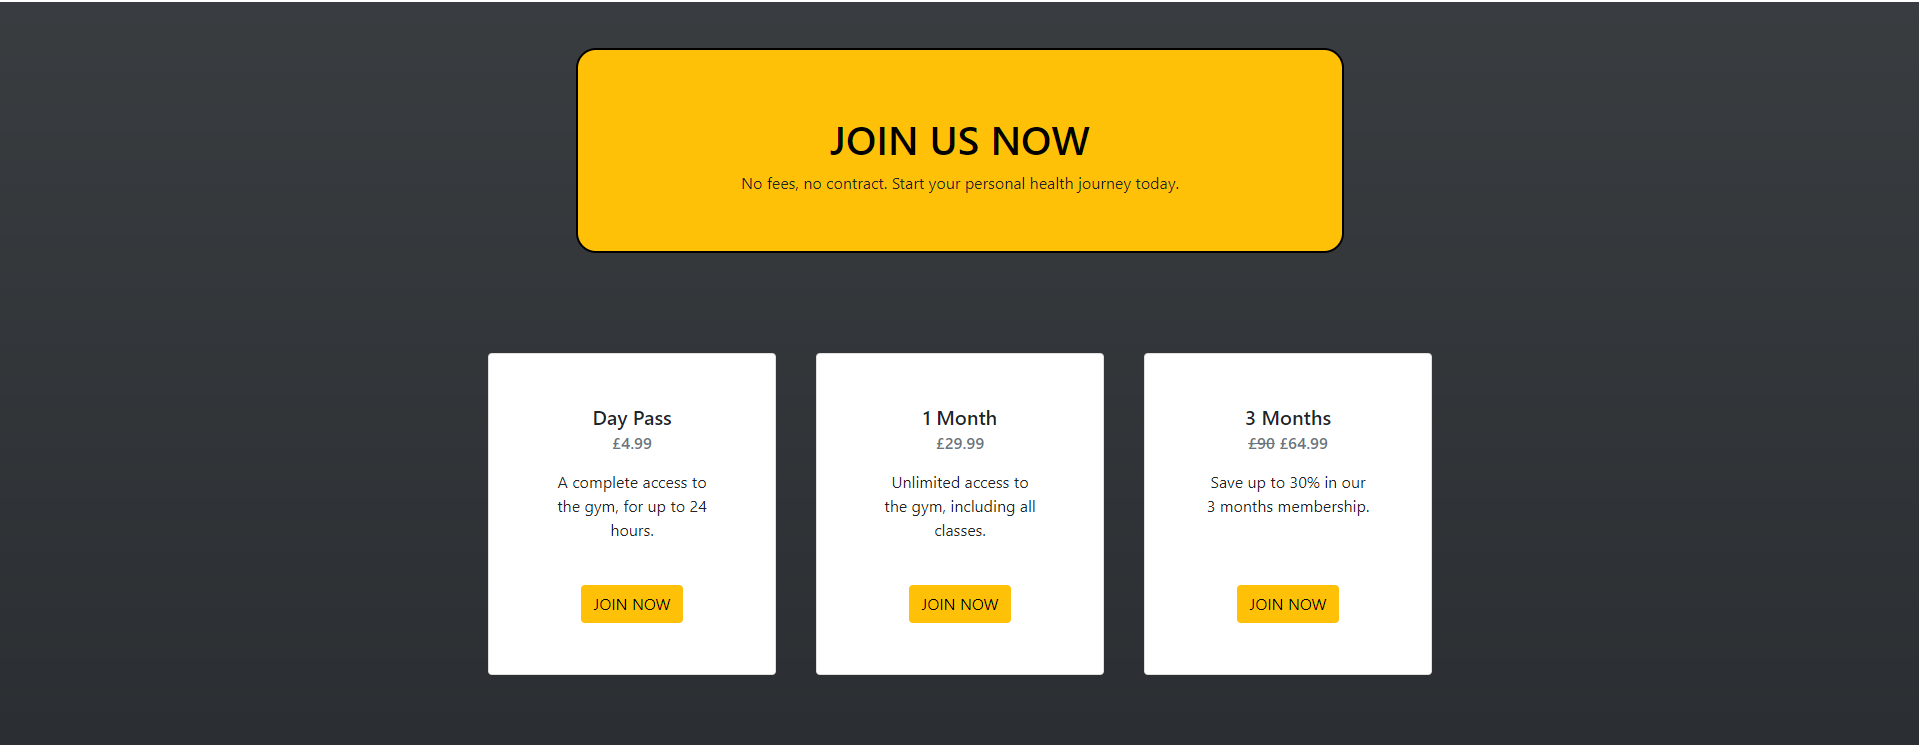 JOIN US NOW
No fees, no contract. Start your personal health journey today.
Day Pass
£4.99
A complete access to
the gym, for up to 24
hours.
JOIN NOW
1 Month
£29.99
Unlimited access to
the gym, including all
classes.
JOIN NOW
3 Months
£90 £64.99
Save up to 30% in our
3 months membership.
JOIN NOW